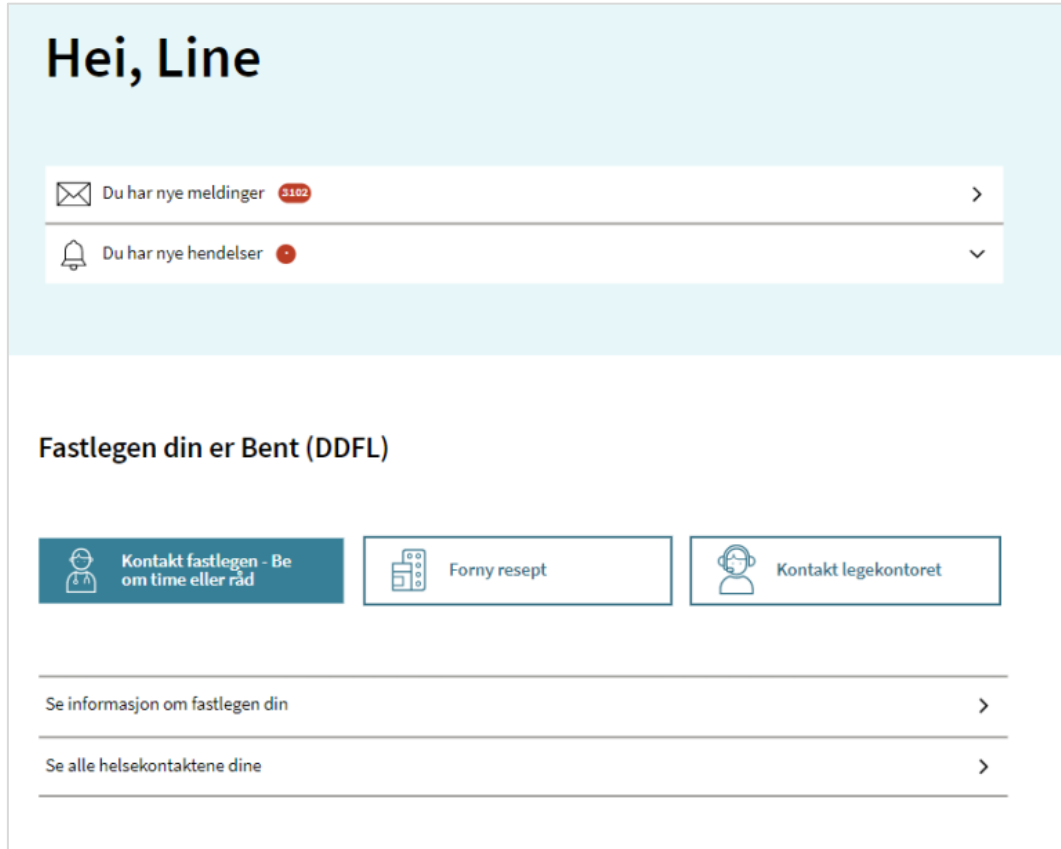 Hei, Line
Du har nye meldinger 3102
Du har nye hendelser
Fastlegen din er Bent (DDFL)
Kontakt fastlegen - Be
om time eller råd
Forny resept
Kontakt legekontoret
Se informasjon om fastlegen din
Se alle helsekontaktene dine